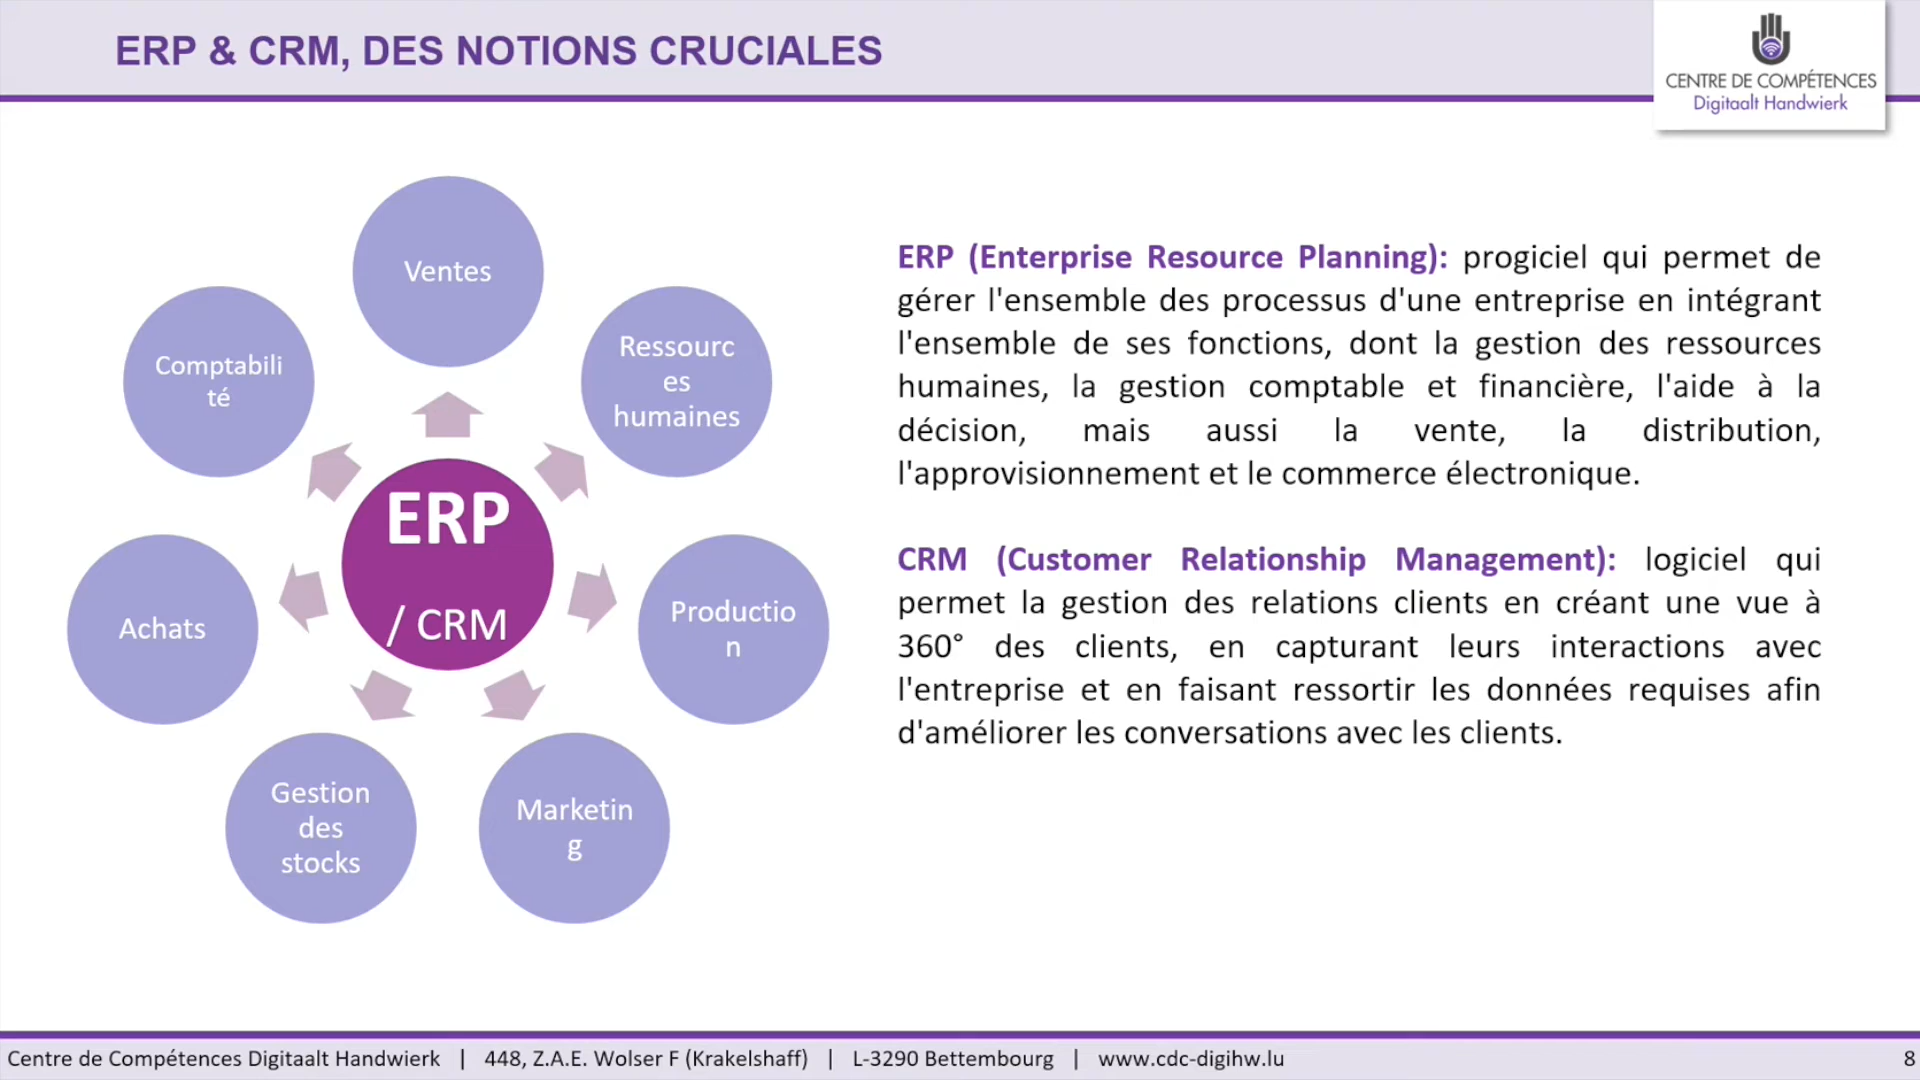 ERP & CRM, DES NOTIONS CRUCIALES
CENTRE DE COMPÉTENCES
Digitaalt Handwierk
Ventes
Ressourc
es
humaines
Comptabili
té
ERP
/ CRM
Achats
Productio
n
Gestion
des
stocks
Marketin
g
ERP (Enterprise Resource Planning): progiciel qui permet de
gérer l'ensemble des processus d'une entreprise en intégrant
l'ensemble de ses fonctions, dont la gestion des ressources
humaines, la gestion comptable et financière, l'aide à la
décision, mais aussi la vente, la distribution,
l'approvisionnement et le commerce électronique.
CRM (Customer Relationship Management): logiciel qui
permet la gestion des relations clients en créant une vue à
360° des clients, en capturant leurs interactions avec
l'entreprise et en faisant ressortir les données requises afin
d'améliorer les conversations avec les clients.
Centre de Compétences Digitaalt Handwierk | 448, Z.A.E. Wolser F (Krakelshaff) | L-3290 Bettembourg | www.cdc-digihw.lu
8